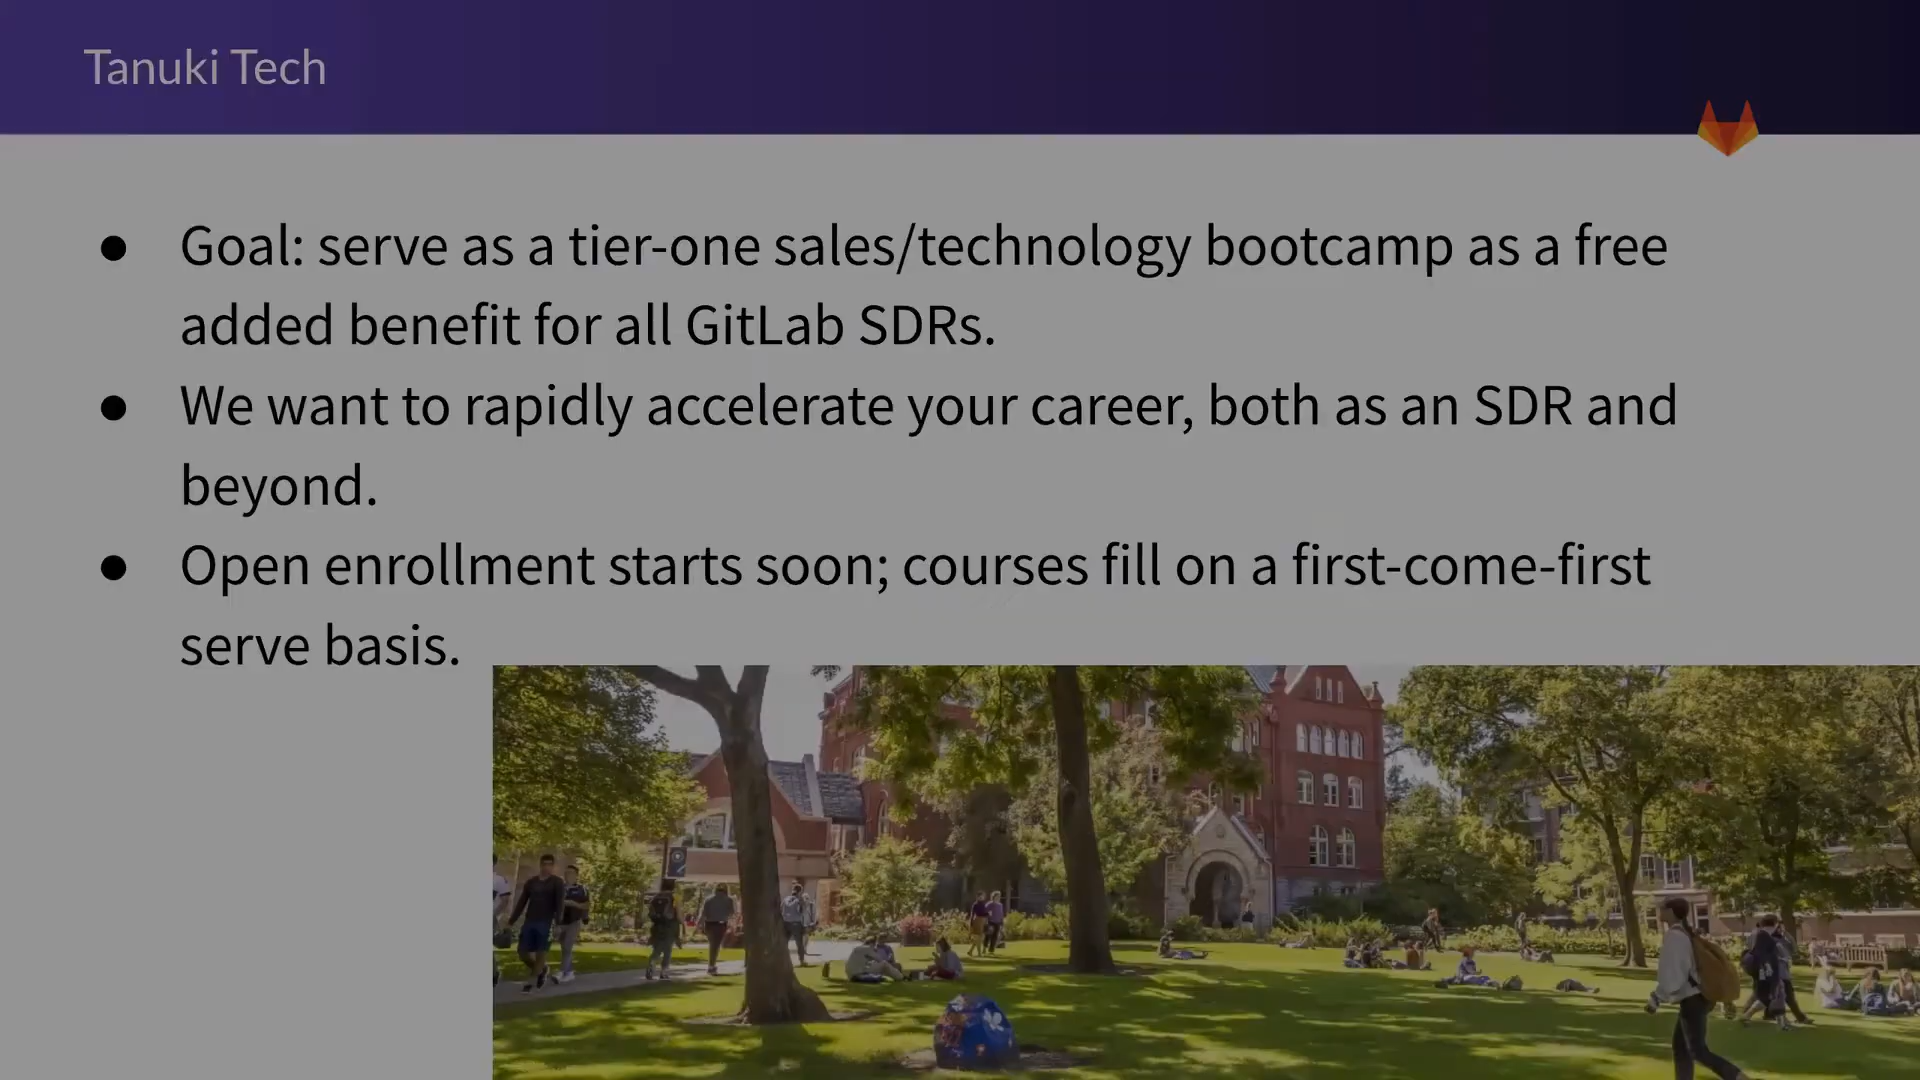 Tanuki Tech
● Goal: serve as a tier-one sales/technology bootcamp as a free
added benefit for all GitLab SDRs.
● We want to rapidly accelerate your career, both as an SDR and
beyond.
● Open enrollment starts soon; courses fill on a first-come-first
serve basis.